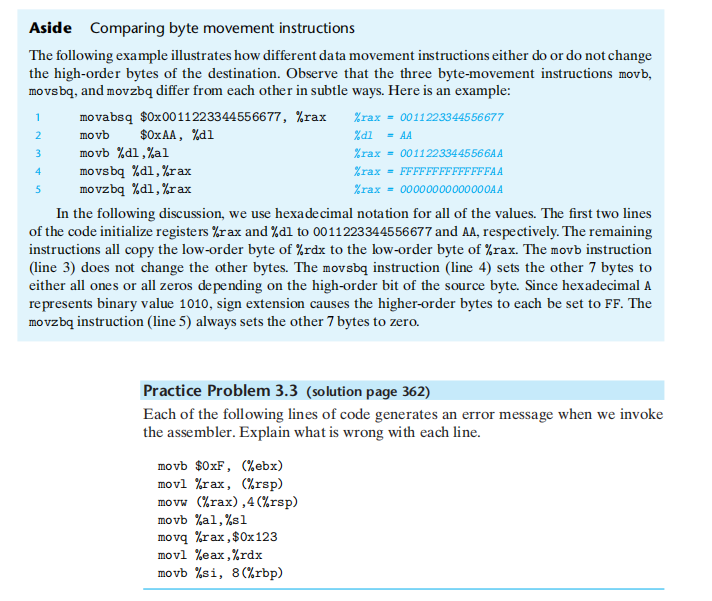 Aside Comparing byte movement instructions
The following example illustrates how different data movement instructions either do or do not change
the high-order bytes of the destination. Observe that the three byte-movement instructions movb,
movsbq, and movzbq differ from each other in subtle ways. Here is an example:
1 movabsq $0x0011223344556677, %rax %rax = 0011223344556677
2 movb $0xAA, %dl %dl = AA
3 movb %dl,%al %rax = 00112233445566AA
4 movsbq %dl,%rax %rax = FFFFFFFFFFFFFFAA
5 movzbq %dl,%rax %rax = 00000000000000AA
In the following discussion, we use hexadecimal notation for all of the values. The first two lines
of the code initialize registers %rax and %dl to 0011223344556677 and AA, respectively. The remaining
instructions all copy the low-order byte of %rdx to the low-order byte of %rax. The movb instruction
(line 3) does not change the other bytes. The movsbq instruction (line 4) sets the other 7 bytes to
either all ones or all zeros depending on the high-order bit of the source byte. Since hexadecimal A
represents binary value 1010, sign extension causes the higher-order bytes to each be set to FF. The
movzbq instruction (line 5) always sets the other 7 bytes to zero.
Practice Problem 3.3 (solution page 362)
Each of the following lines of code generates an error message when we invoke
the assembler. Explain what is wrong with each line.
movb $0xF, (%ebx)
movl %rax, (%rsp)
movw (%rax),4(%rsp)
movb %al,%sl
movq %rax,$0x123
movl %eax,%rdx
movb %si, 8(%rbp)